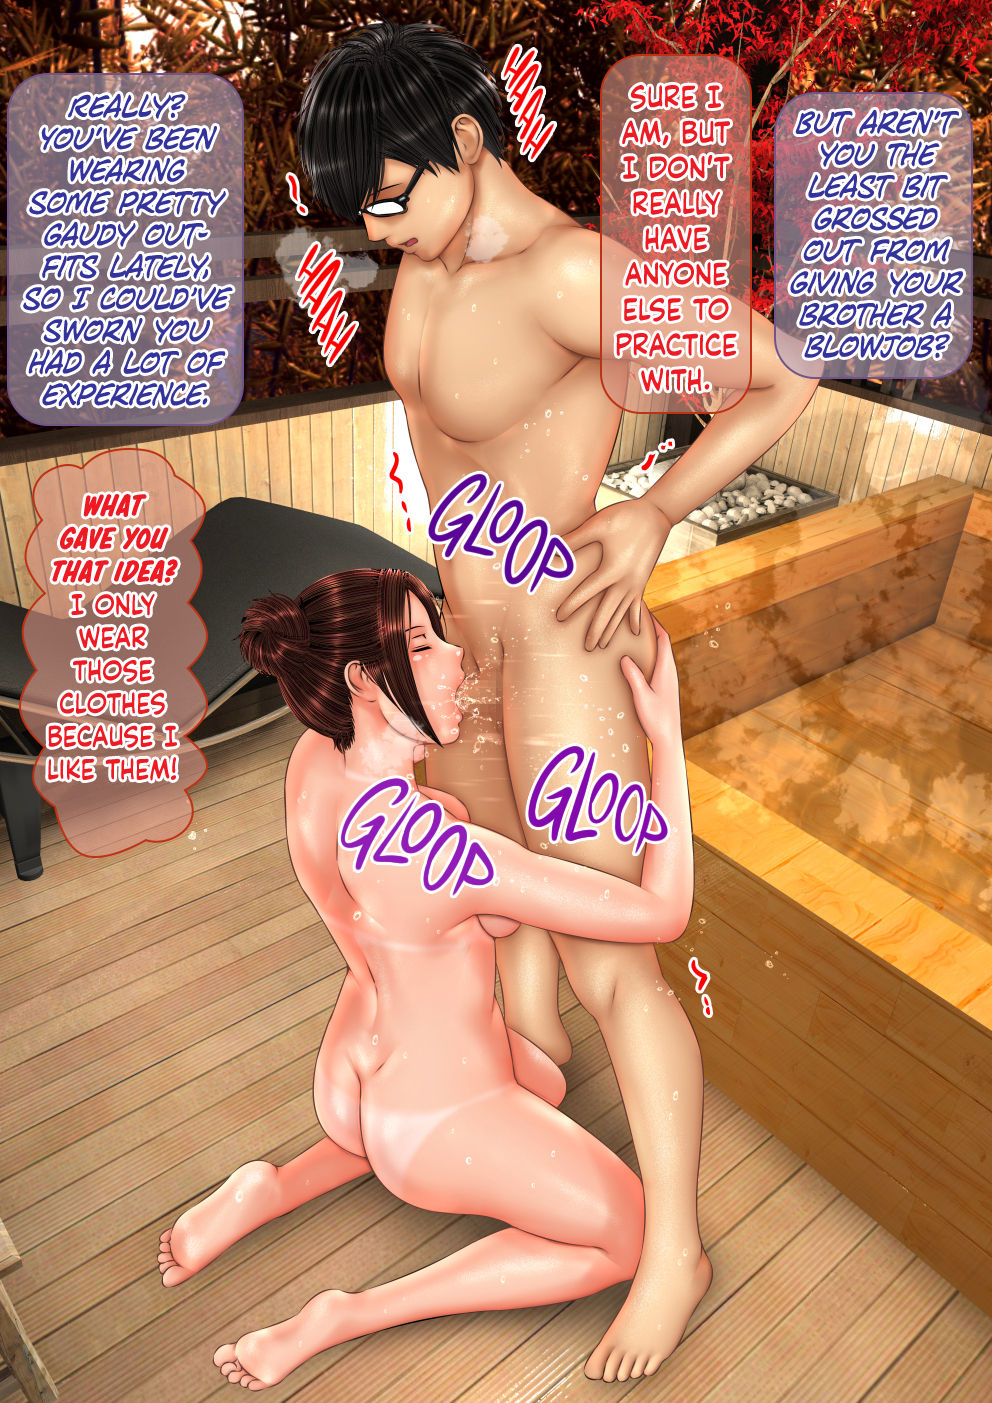 BUT AREN'T
YOU THE
LEAST BIT
GROSSED
OUT FROM
GIVING YOUR
BROTHER A
BLOWJOB?
SURE I
AM, BUT
I DON'T
REALLY
HAVE
ANYONE
ELSE TO
PRACTICE
WITH.
HAAAH
HAAAH
REALLY?
YOU'VE BEEN
WEARING
SOME PRETTY
GAUDY OUT-
FITS LATELY,
SO I COULD'VE
SWORN YOU
HAD A LOT OF
EXPERIENCE.
WHAT
GAVE YOU
THAT IDEA?
I ONLY
WEAR
THOSE
CLOTHES
BECAUSE I
LIKE THEM!
GLOOP
GLOOP
GLOOP